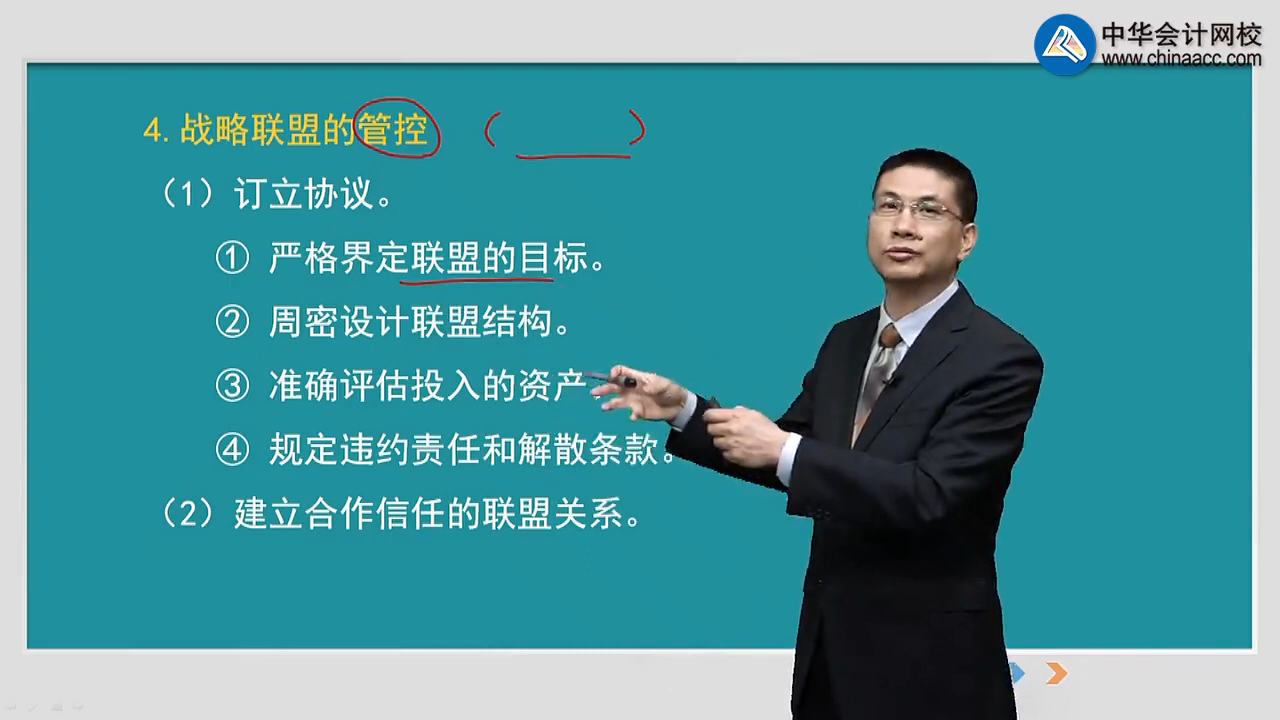 中华会计网校
www.chinaacc.com
4.战略联盟的管控
（1）订立协议。
① 严格界定联盟的目标。
② 周密设计联盟结构。
③ 准确评估投入的资产。
④ 规定违约责任和解散条款。
（2）建立合作信任的联盟关系。